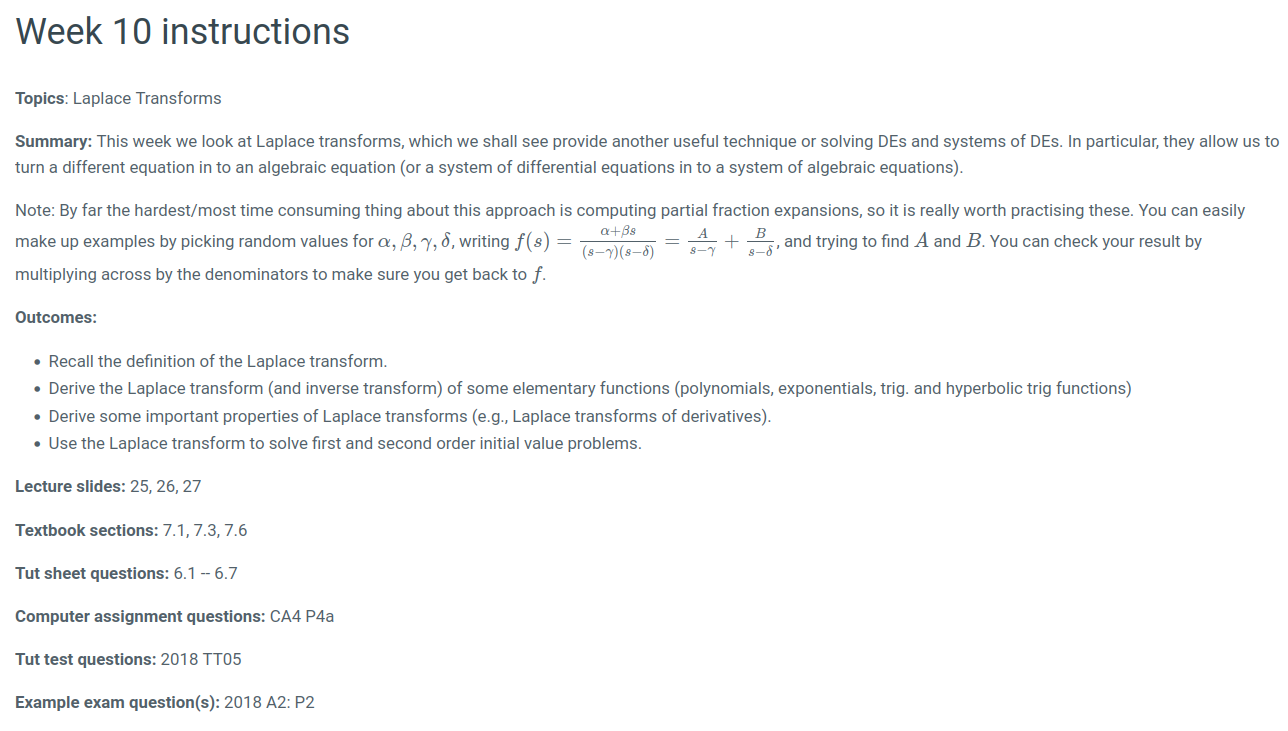 Week 10 instructions
Topics: Laplace Transforms
Summary: This week we look at Laplace transforms, which we shall see provide another useful technique or solving DEs and systems of DEs. In particular, they allow us to
turn a different equation in to an algebraic equation (or a system of differential equations in to a system of algebraic equations).
Note: By far the hardest/most time consuming thing about this approach is computing partial fraction expansions, so it is really worth practising these. You can easily
make up examples by picking random values for α, β, γ, δ, writing f(s) = \frac{α+βs}{(s−γ)(s−δ)} = \frac{A}{s−γ} + \frac{B}{s−δ}, and trying to find A and B. You can check your result by
multiplying across by the denominators to make sure you get back to f.
Outcomes:
• Recall the definition of the Laplace transform.
• Derive the Laplace transform (and inverse transform) of some elementary functions (polynomials, exponentials, trig. and hyperbolic trig functions)
• Derive some important properties of Laplace transforms (e.g., Laplace transforms of derivatives).
• Use the Laplace transform to solve first and second order initial value problems.
Lecture slides: 25, 26, 27
Textbook sections: 7.1, 7.3, 7.6
Tut sheet questions: 6.1 -- 6.7
Computer assignment questions: CA4 P4a
Tut test questions: 2018 TT05
Example exam question(s): 2018 A2: P2